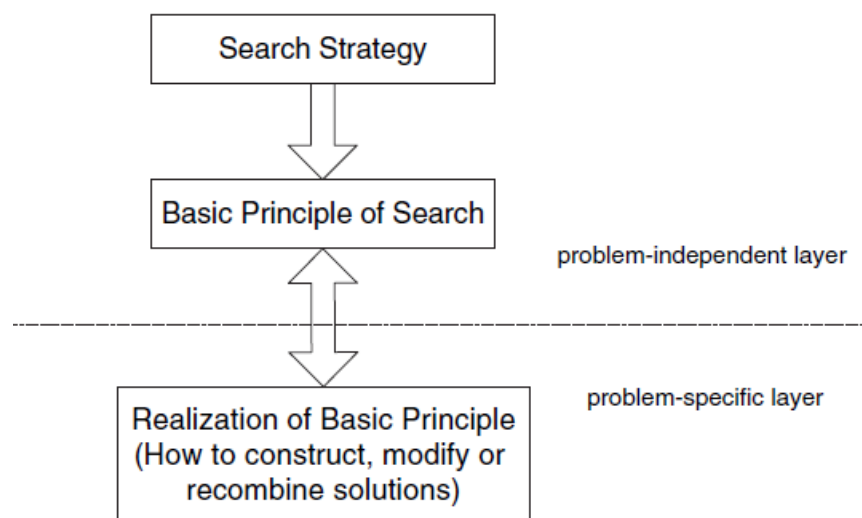 Search Strategy
Basic Principle of Search
problem-independent layer
problem-specific layer
Realization of Basic Principle
(How to construct, modify or
recombine solutions)